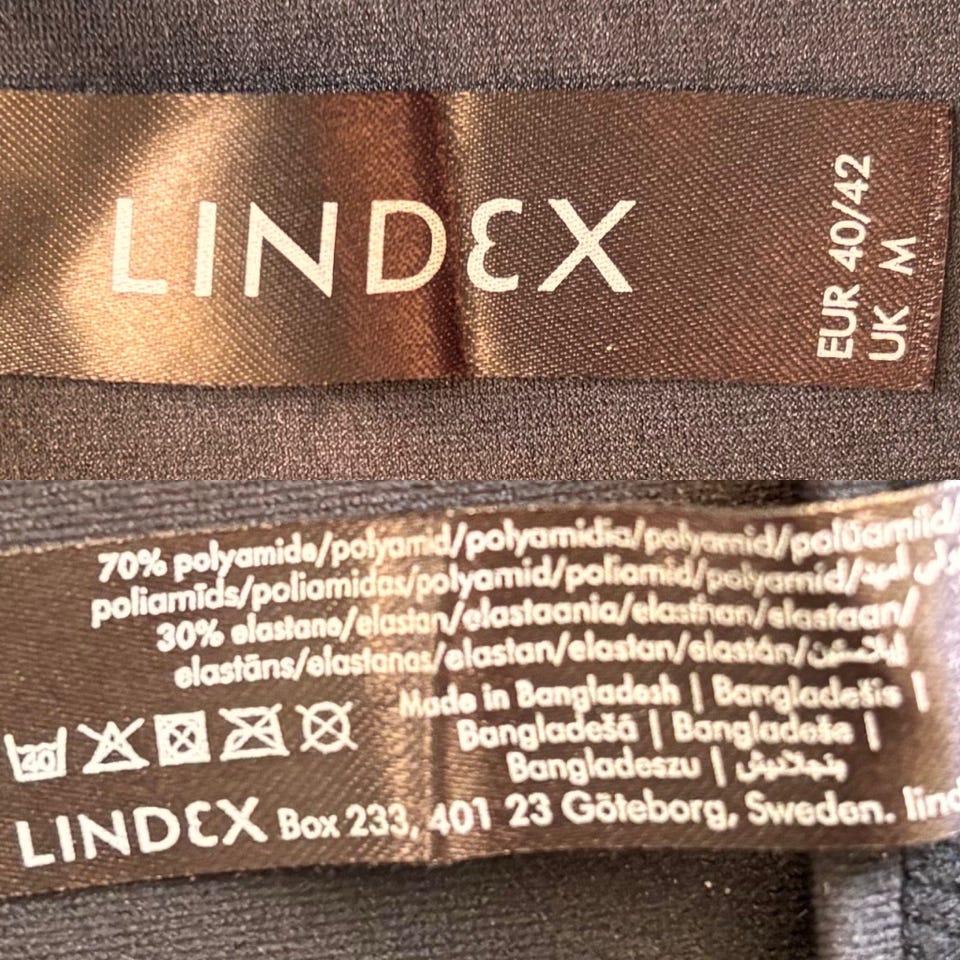 LINDEX
EUR 40/42
UK M
70% polyamide/polyamid/polyamidia/polyamid/polüamiid/
poliamīds/poliamidas/polyamid/poliamid/polyamid/
30% elastane/elastan/elastaania/elasthan/elastaan/
elastāns/elastanas/elastan/elastan/elastán/
Made in Bangladesh | Bangladešis |
Bangladešā | Bangladeše |
Bangladeszu | بنجلاديش
40
LINDEX Box 233, 401 23 Göteborg, Sweden.